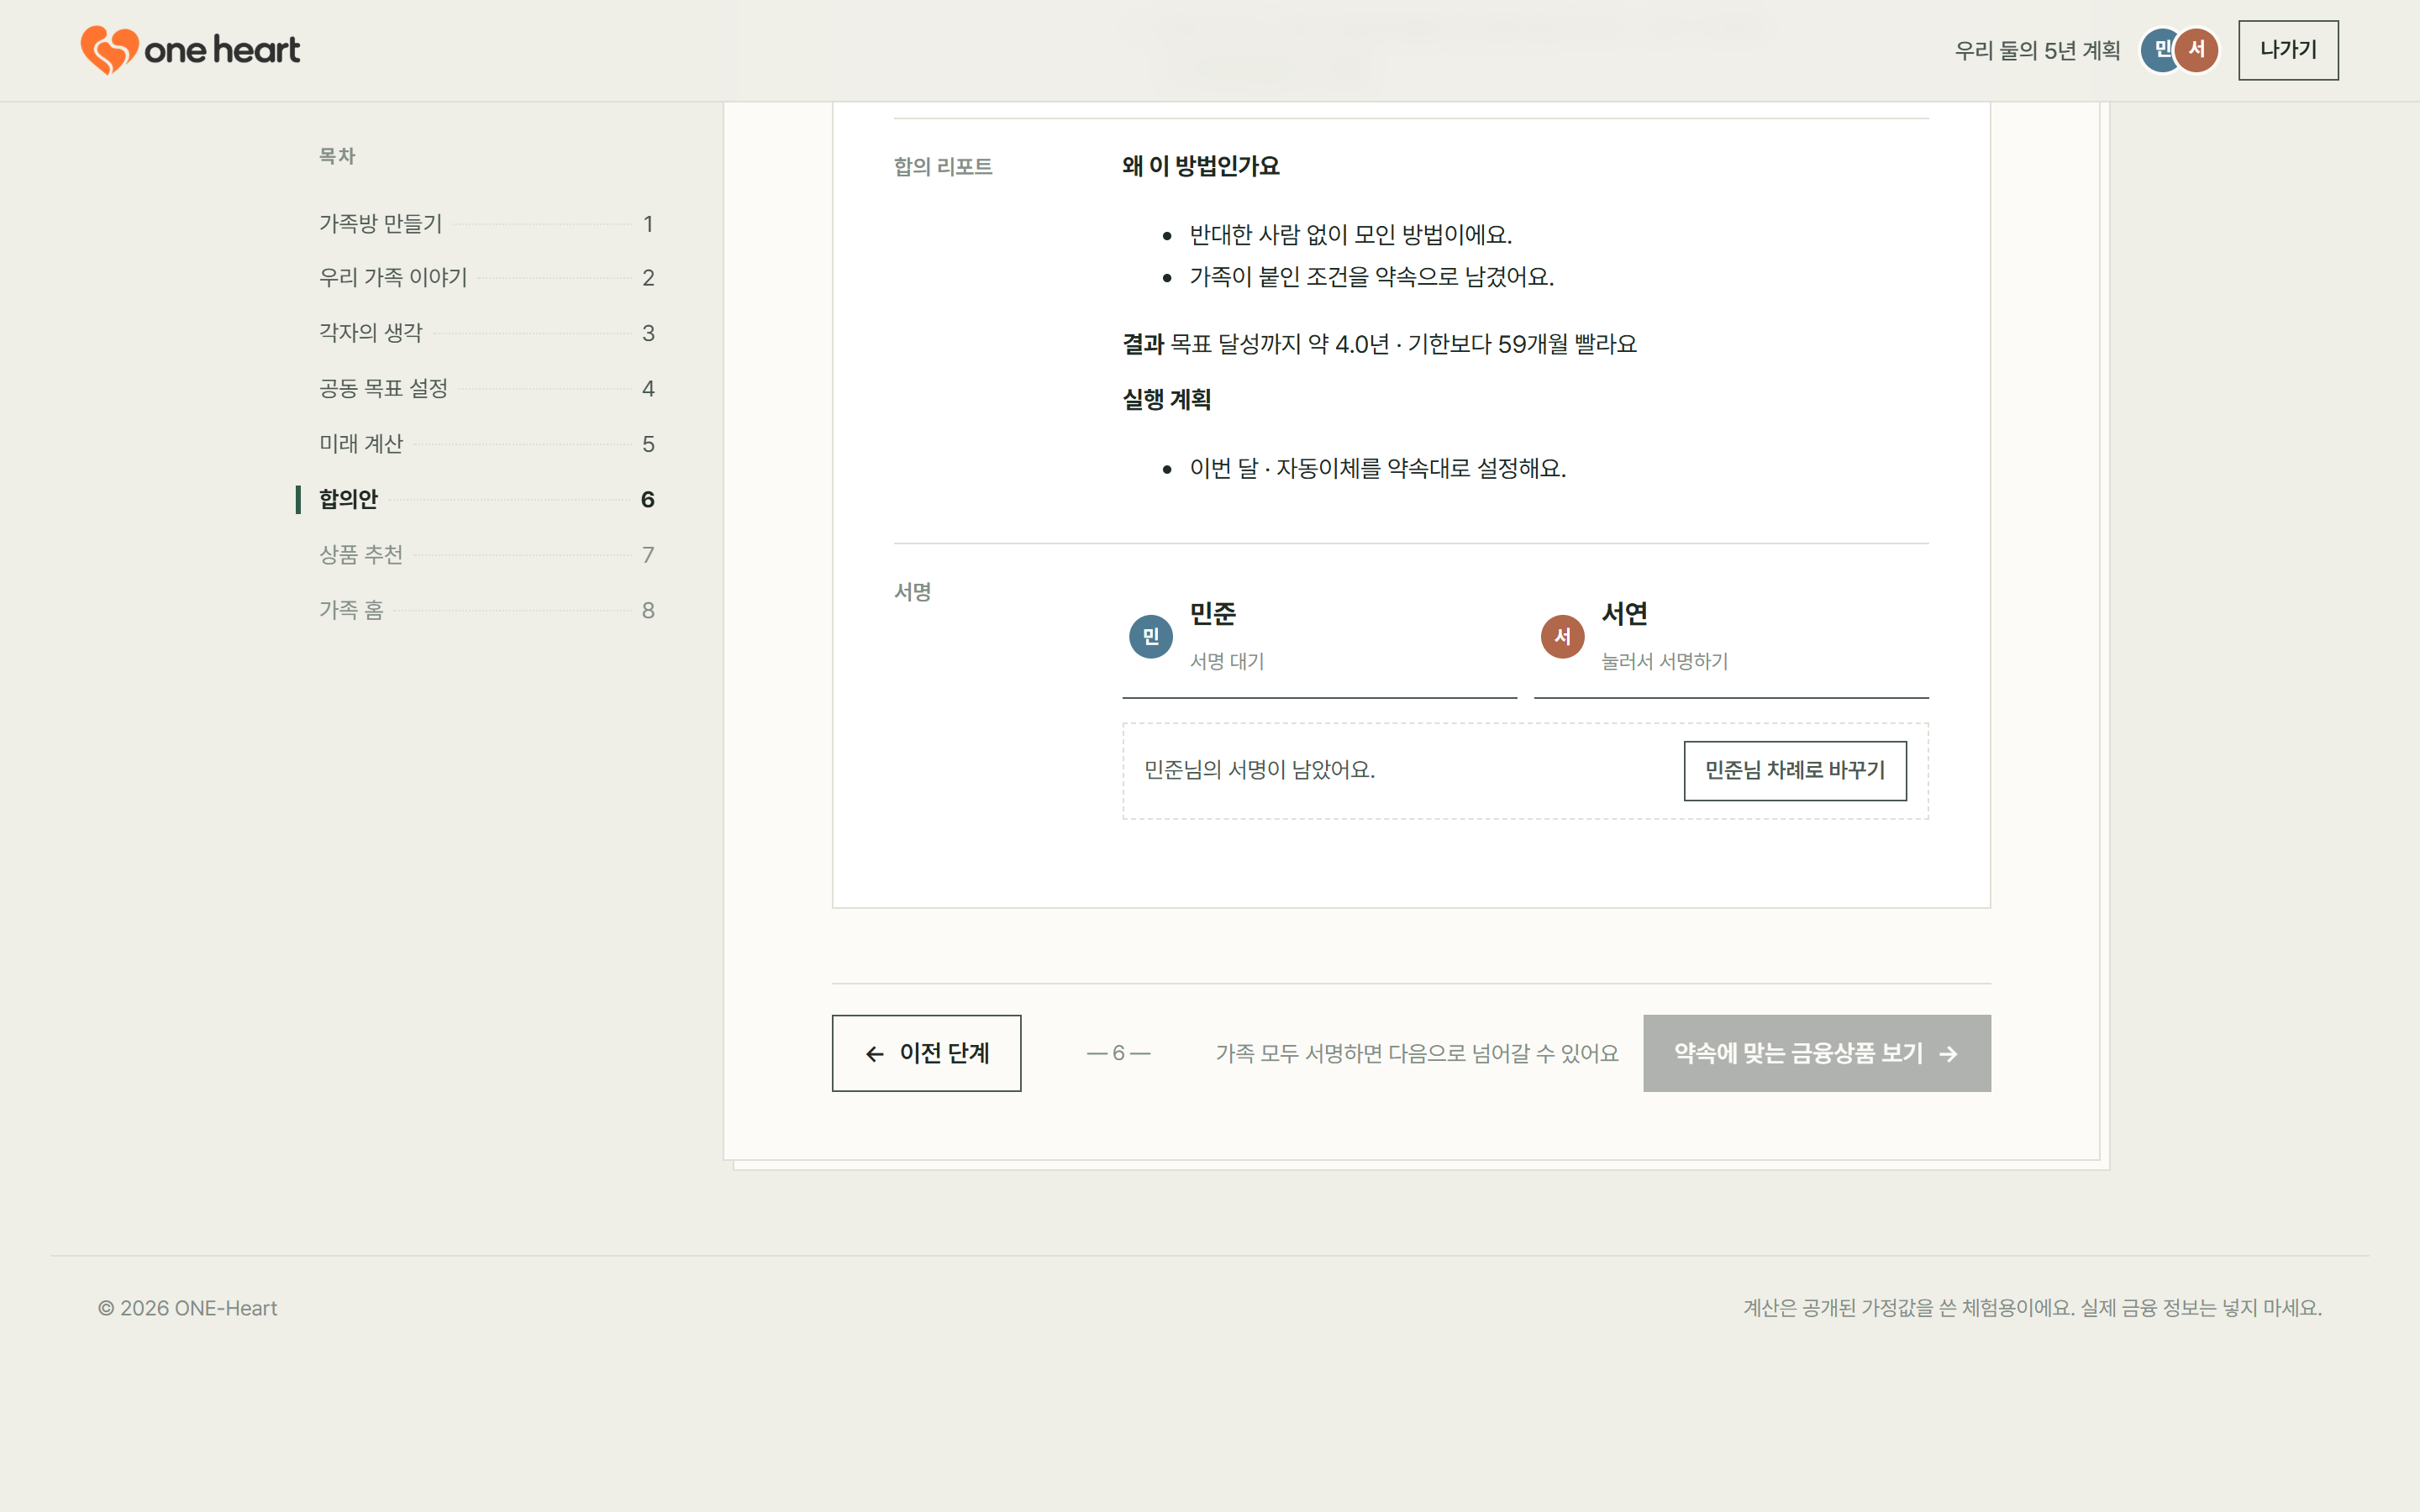 one heart
우리 둘의 5년 계획
민
서
나가기
목차
가족방 만들기 1
우리 가족 이야기 2
각자의 생각 3
공동 목표 설정 4
미래 계산 5
합의안 6
상품 추천 7
가족 홈 8
합의 리포트
왜 이 방법인가요
• 반대한 사람 없이 모인 방법이에요.
• 가족이 붙인 조건을 약속으로 남겼어요.
결과 목표 달성까지 약 4.0년 · 기한보다 59개월 빨라요
실행 계획
• 이번 달 · 자동이체를 약속대로 설정해요.
서명
민
민준
서명 대기
서
서연
눌러서 서명하기
민준님의 서명이 남았어요.
민준님 차례로 바꾸기
← 이전 단계
— 6 —
가족 모두 서명하면 다음으로 넘어갈 수 있어요
약속에 맞는 금융상품 보기 →
© 2026 ONE-Heart
계산은 공개된 가정값을 쓴 체험용이에요. 실제 금융 정보는 넣지 마세요.